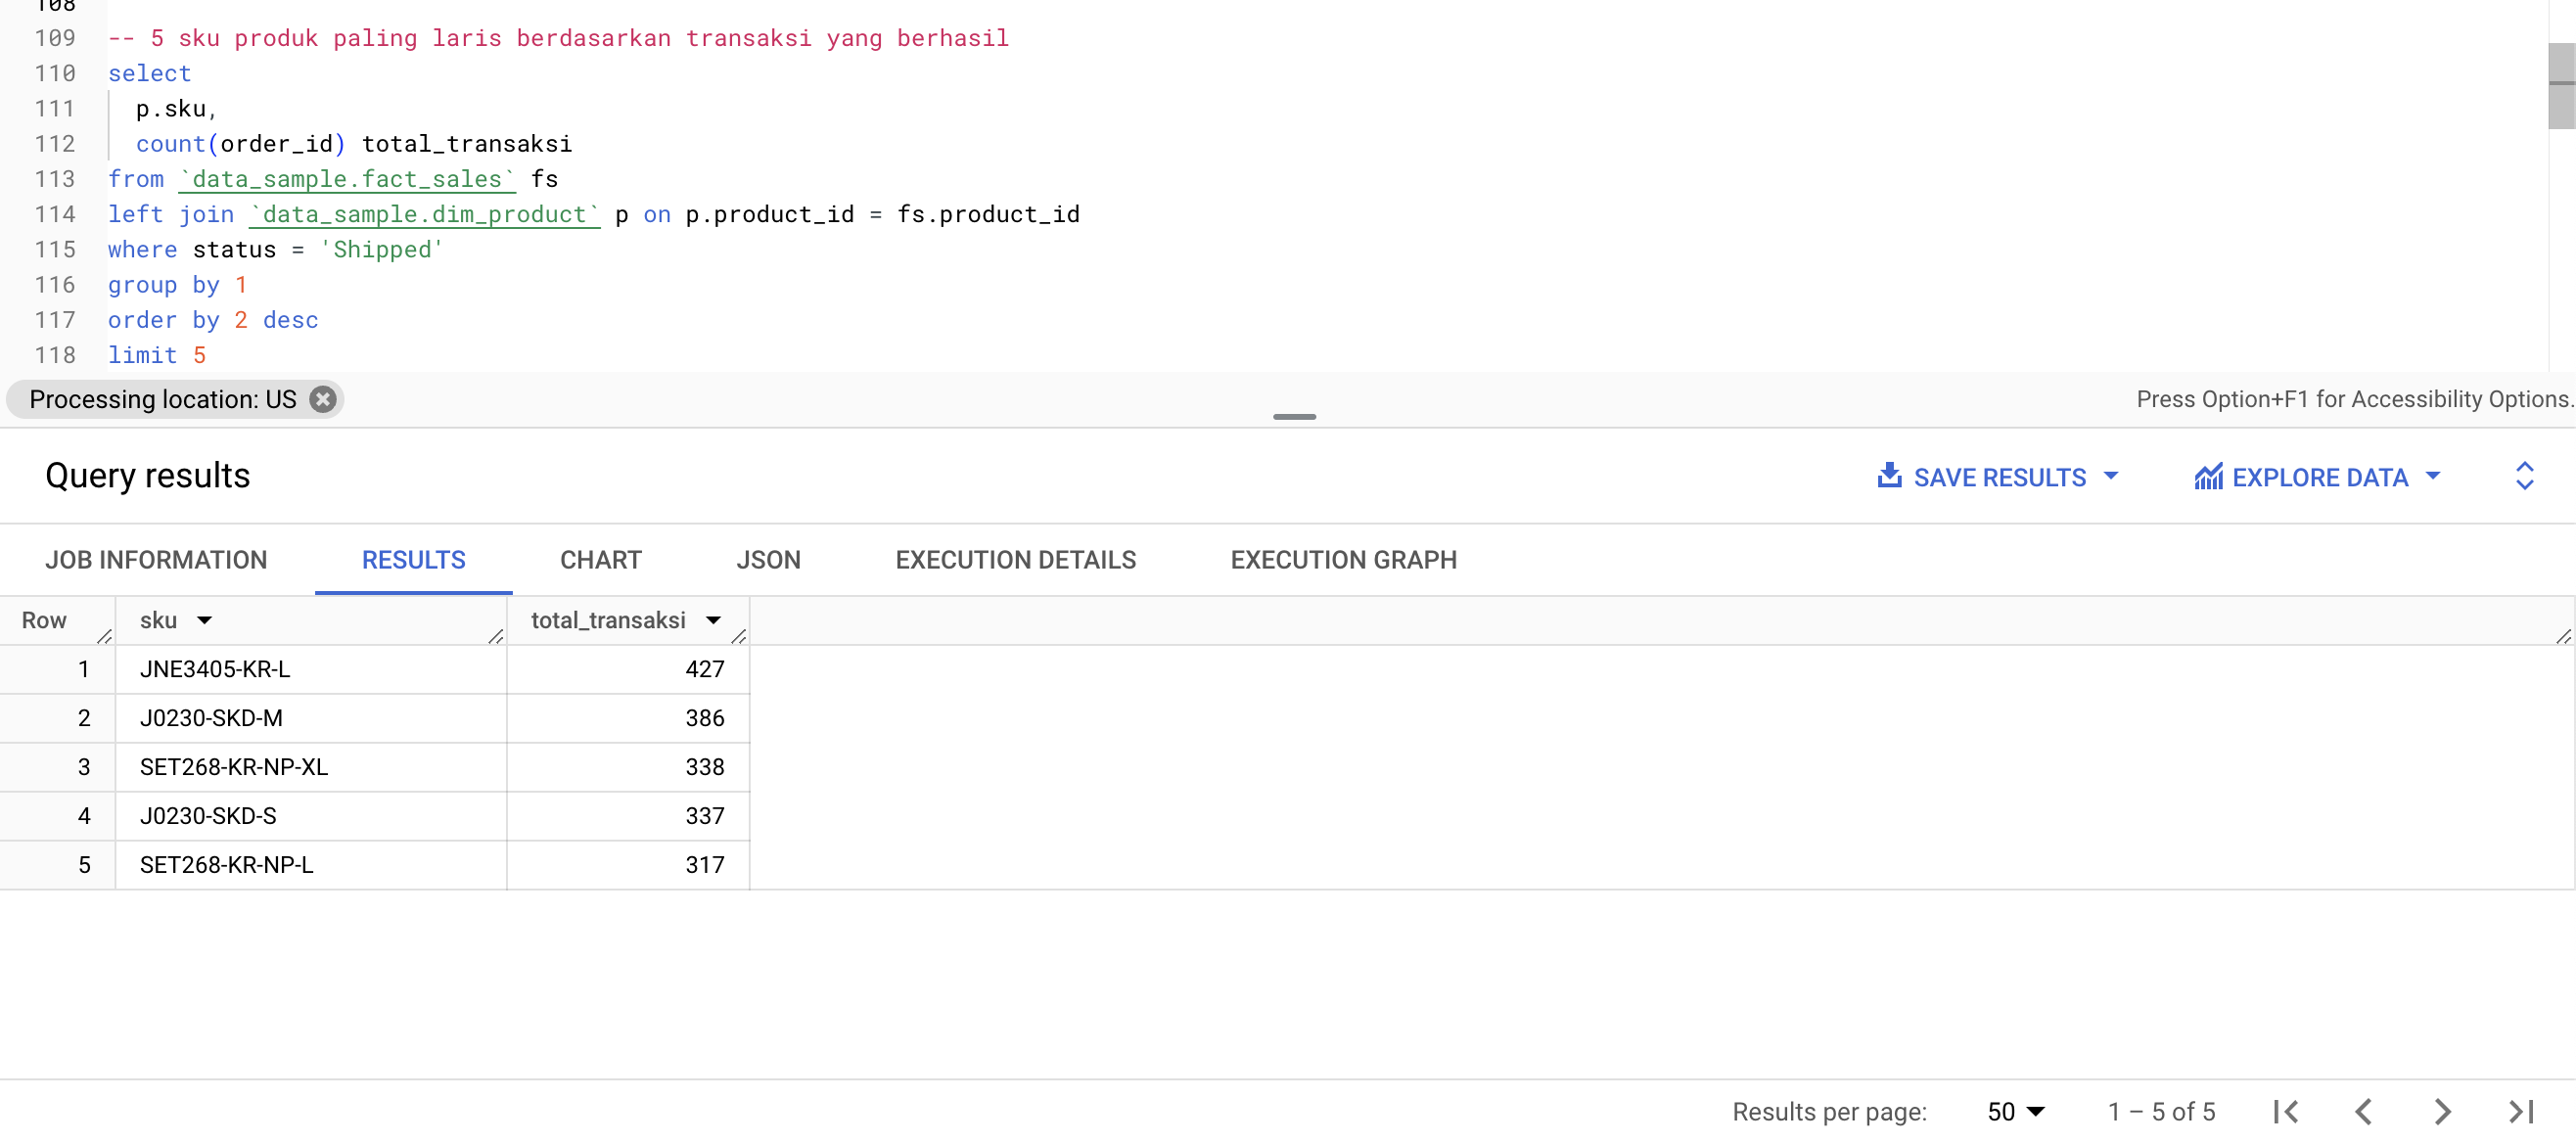 108
109 -- 5 sku produk paling laris berdasarkan transaksi yang berhasil
110 select
111 p.sku,
112 count(order_id) total_transaksi
113 from `data_sample.fact_sales` fs
114 left join `data_sample.dim_product` p on p.product_id = fs.product_id
115 where status = 'Shipped'
116 group by 1
117 order by 2 desc
118 limit 5
Processing location: US Press Option+F1 for Accessibility Options.
Query results SAVE RESULTS EXPLORE DATA
JOB INFORMATION RESULTS CHART JSON EXECUTION DETAILS EXECUTION GRAPH
Row sku total_transaksi
1 JNE3405-KR-L 427
2 J0230-SKD-M 386
3 SET268-KR-NP-XL 338
4 J0230-SKD-S 337
5 SET268-KR-NP-L 317
Results per page: 50 1 – 5 of 5